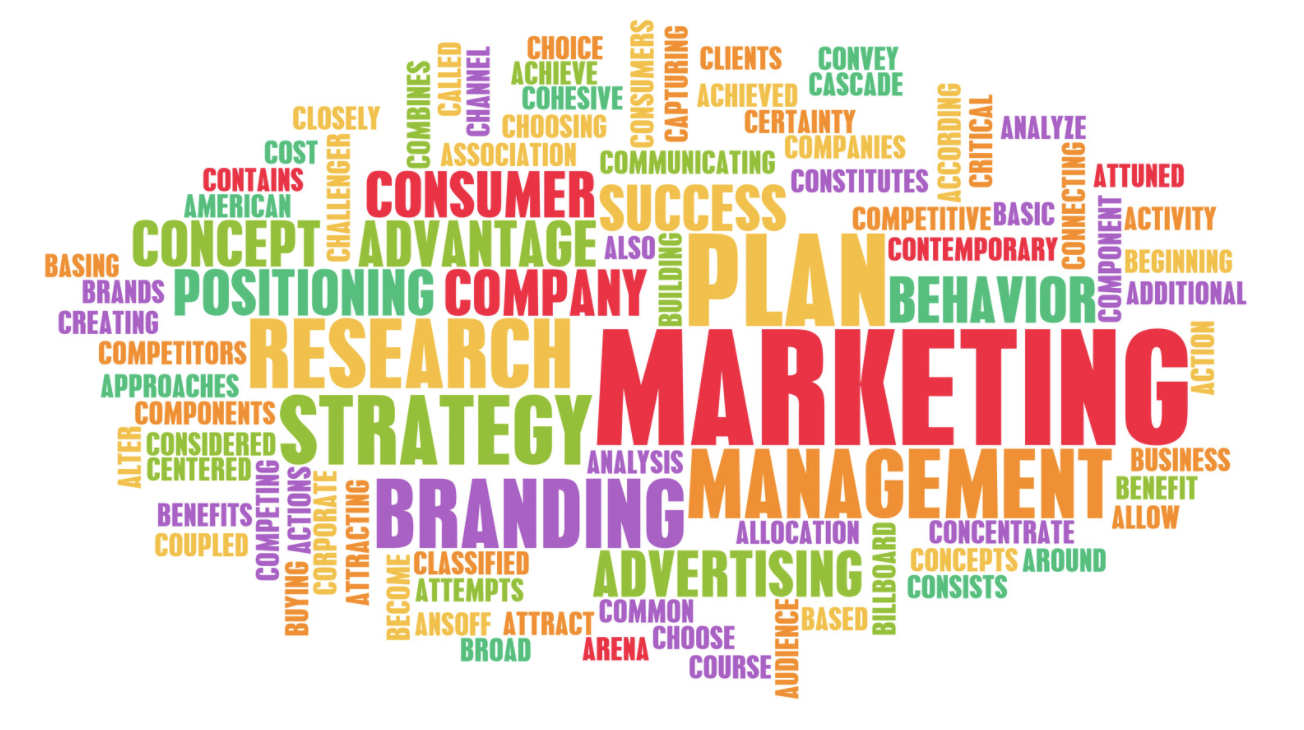 CONSUMERS
CAPTURING
CHOICE
CALLED
CHANNEL
CLIENTS
CONVEY
COMBINES
ACHIEVE
CASCADE
COHESIVE
ACHIEVED
ACCORDING
CRITICAL
CLOSELY
CHOOSING
CERTAINTY
ANALYZE
COST
CHALLENGER
ASSOCIATION
COMMUNICATING
COMPANIES
CONNECTING
CONTAINS
CONSUMER
SUCCESS
CONSTITUTES
ATTUNED
AMERICAN
COMPETITIVE
BASIC
COMPONENT
ACTIVITY
CONCEPT
ADVANTAGE
ALSO
BUILDING
PLAN
CONTEMPORARY
BASING
BEGINNING
BRANDS
POSITIONING
COMPANY
BEHAVIOR
ADDITIONAL
CREATING
RESEARCH
MARKETING
ACTION
COMPETITORS
APPROACHES
COMPONENTS
STRATEGY
ALTER
CONSIDERED
CENTERED
ANALYSIS
MANAGEMENT
BUSINESS
COMPETING
ACTIONS
CORPORATE
ATTRACTING
BRANDING
BENEFIT
BENEFITS
ALLOW
COUPLED
ALLOCATION
BILLBOARD
CONCENTRATE
BUYING
BECOME
CLASSIFIED
ADVERTISING
CONCEPTS
AROUND
ATTEMPTS
CONSISTS
ANSOFF
ATTRACT
COMMON
AUDIENCE
BASED
BROAD
ARENA
CHOOSE
COURSE